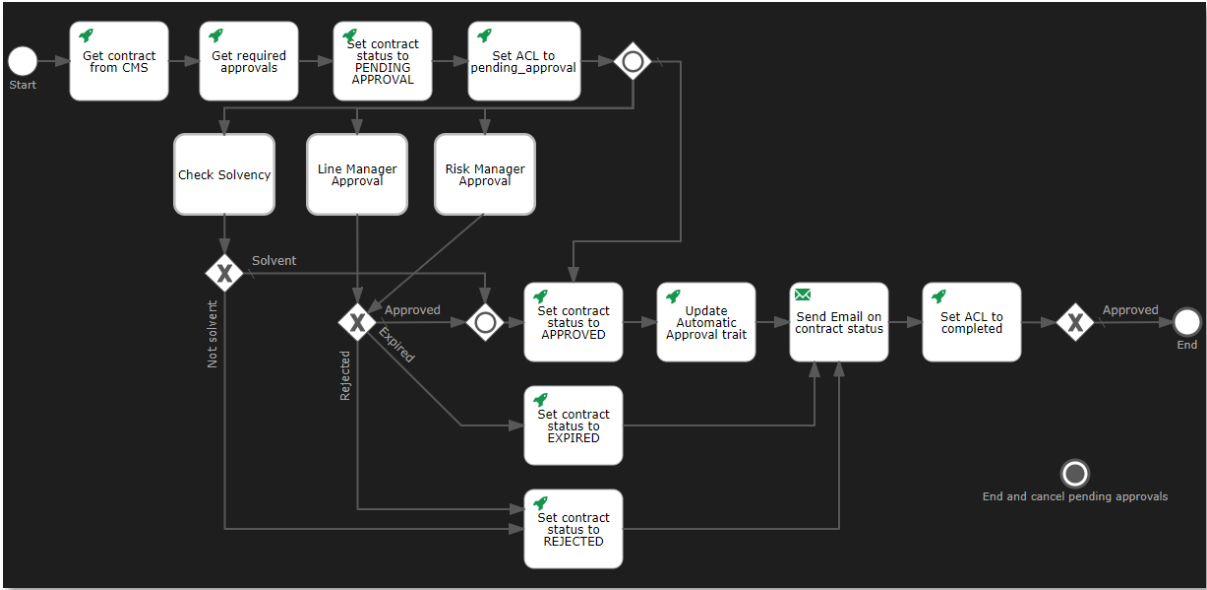 Get contract
from CMS
Get required
approvals
Set contract
status to
PENDING
APPROVAL
Set ACL to
pending_approval
Start
Check Solvency
Line Manager
Approval
Risk Manager
Approval
Solvent
Not solvent
Approved
Expired
Rejected
Set contract
status to
APPROVED
Update
Automatic
Approval trait
Send Email on
contract status
Set ACL to
completed
Approved
End
Set contract
status to
EXPIRED
End and cancel pending approvals
Set contract
status to
REJECTED